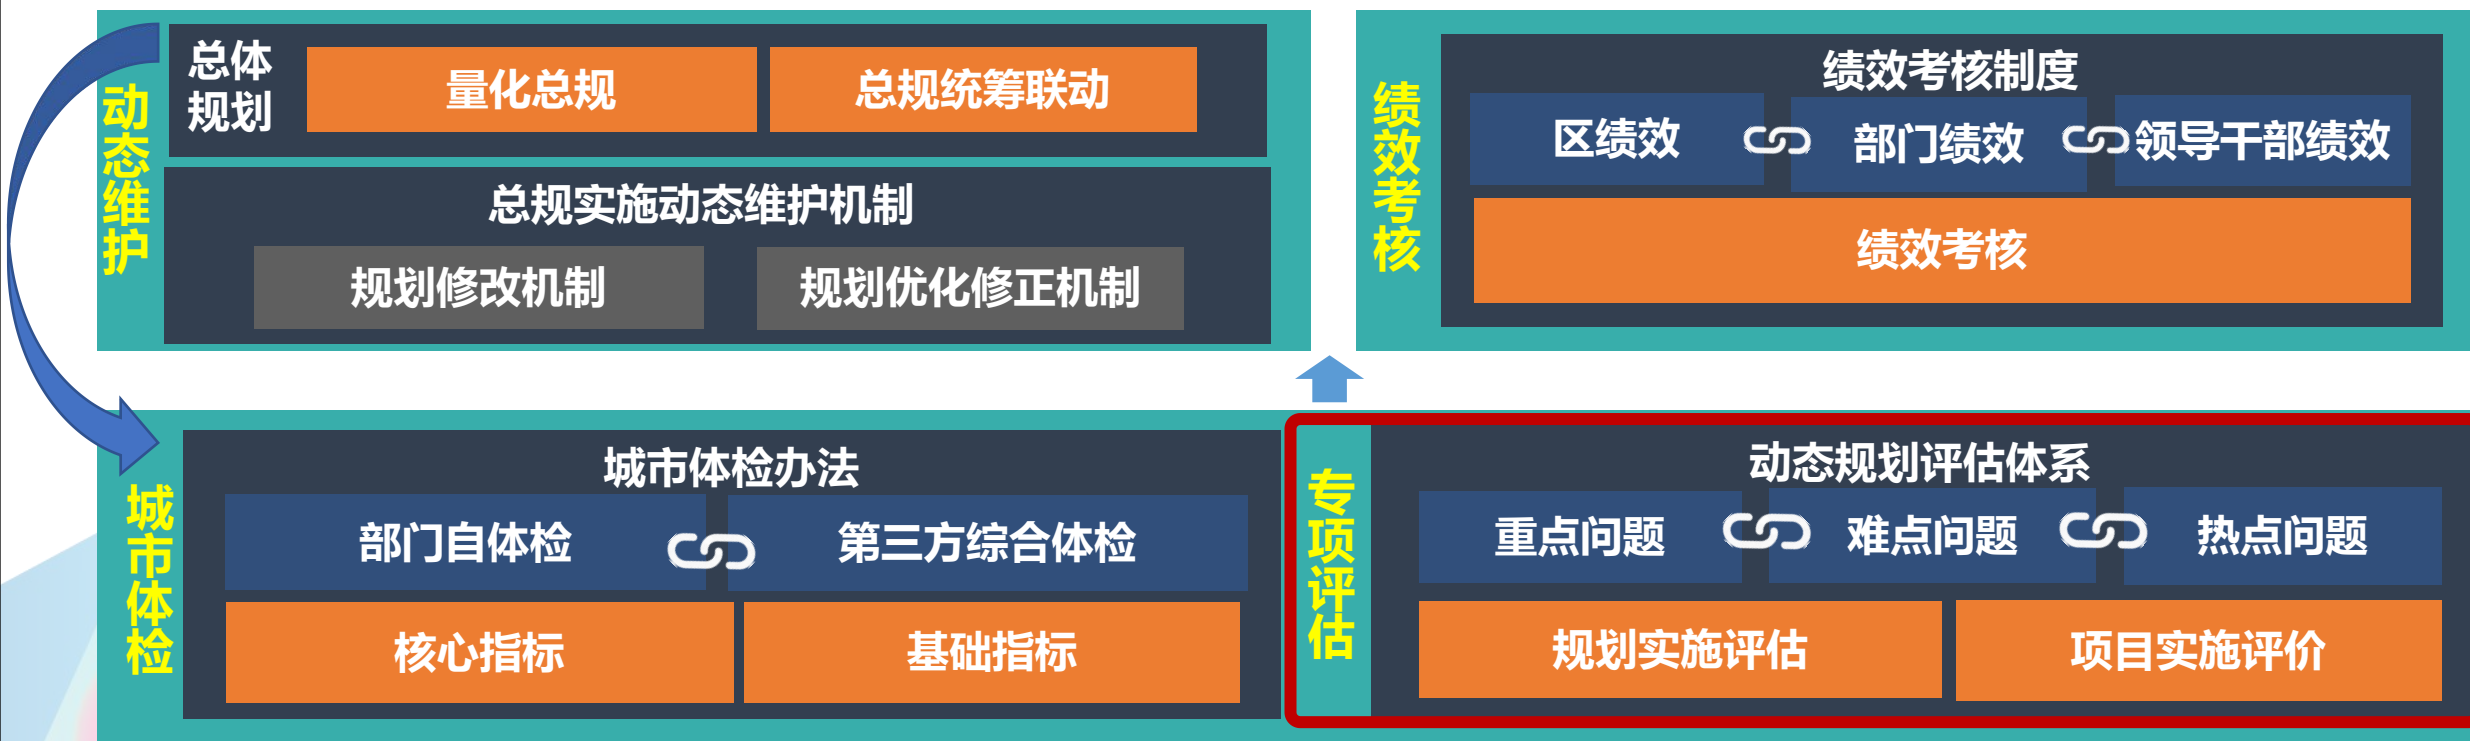 动态维护
总体
规划
量化总规
总规统筹联动
总规实施动态维护机制
规划修改机制
规划优化修正机制
绩效考核
绩效考核制度
区绩效
部门绩效
领导干部绩效
绩效考核
城市体检
城市体检办法
部门自体检
第三方综合体检
核心指标
基础指标
专项评估
动态规划评估体系
重点问题
难点问题
热点问题
规划实施评估
项目实施评价